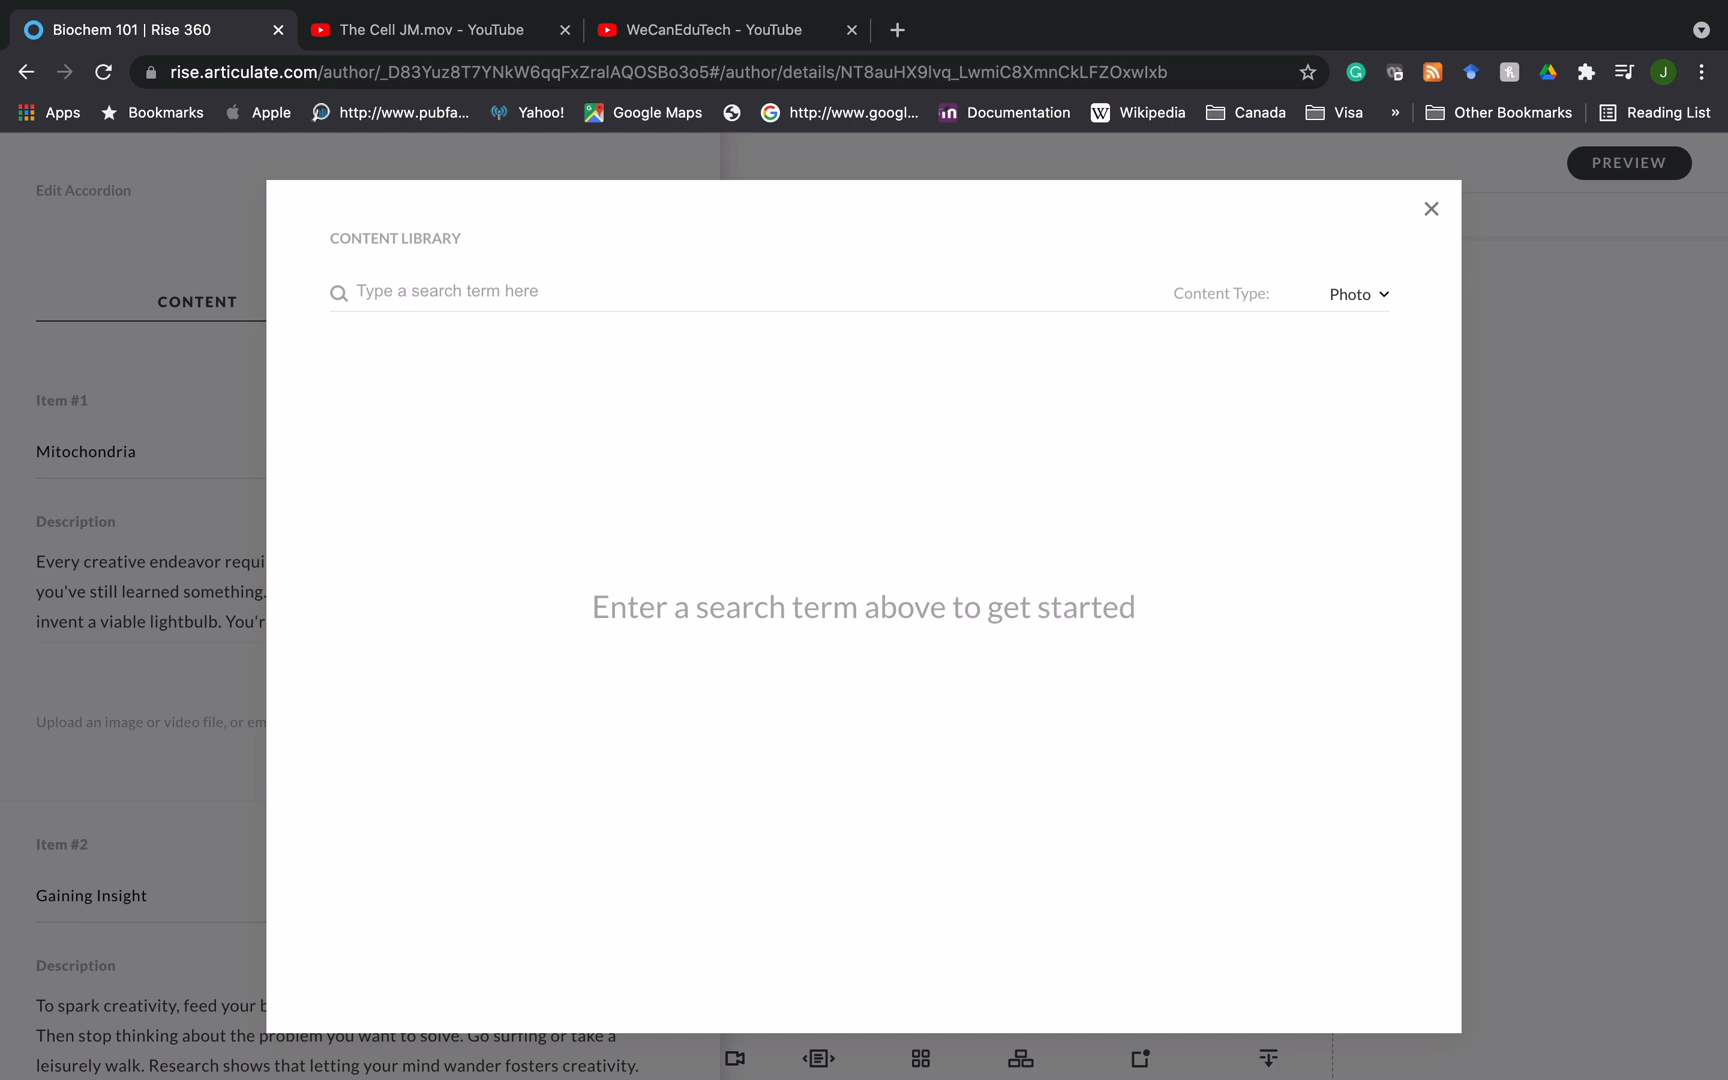 Biochem 101 | Rise 360
The Cell JM.mov - YouTube
WeCanEduTech - YouTube
rise.articulate.com/author/_D83Yuz8T7YNkW6qqFxZralAQOSBo3o5#/author/details/NT8auHX9lvq_LwmiC8XmnCkLFZOxwIxb
J
Apps
Bookmarks
Apple
http://www.pubfa...
Yahoo!
Google Maps
http://www.googl...
Documentation
Wikipedia
Canada
Visa
»
Other Bookmarks
Reading List
Edit Accordion
PREVIEW
CONTENT LIBRARY
Type a search term here
Content Type:
Photo
CONTENT
Item #1
Mitochondria
Description
Every creative endeavor requi
you've still learned something.
invent a viable lightbulb. You'r
Enter a search term above to get started
Upload an image or video file, or em
Item #2
Gaining Insight
Description
To spark creativity, feed your b
Then stop thinking about the problem you want to solve. Go surfing or take a
leisurely walk. Research shows that letting your mind wander fosters creativity.